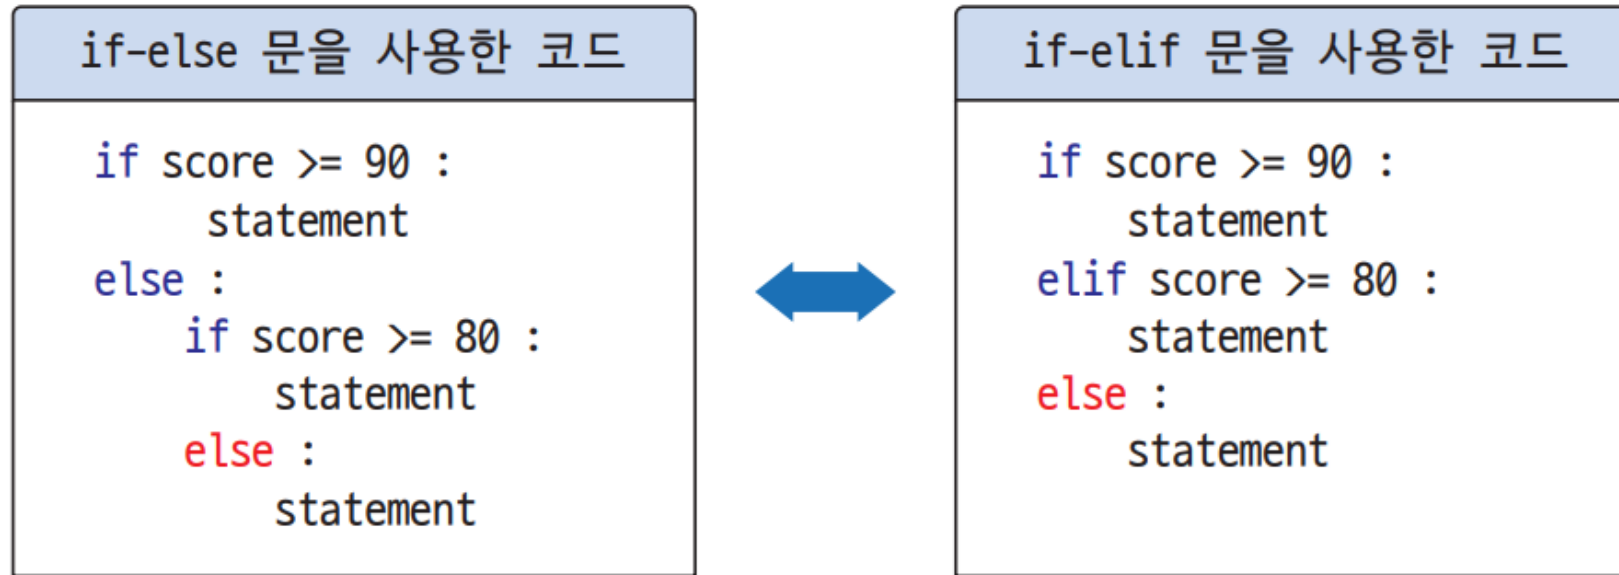 if-else 문을 사용한 코드
if score >= 90 :
statement
else :
if score >= 80 :
statement
else :
statement
if-elif 문을 사용한 코드
if score >= 90 :
statement
elif score >= 80 :
statement
else :
statement